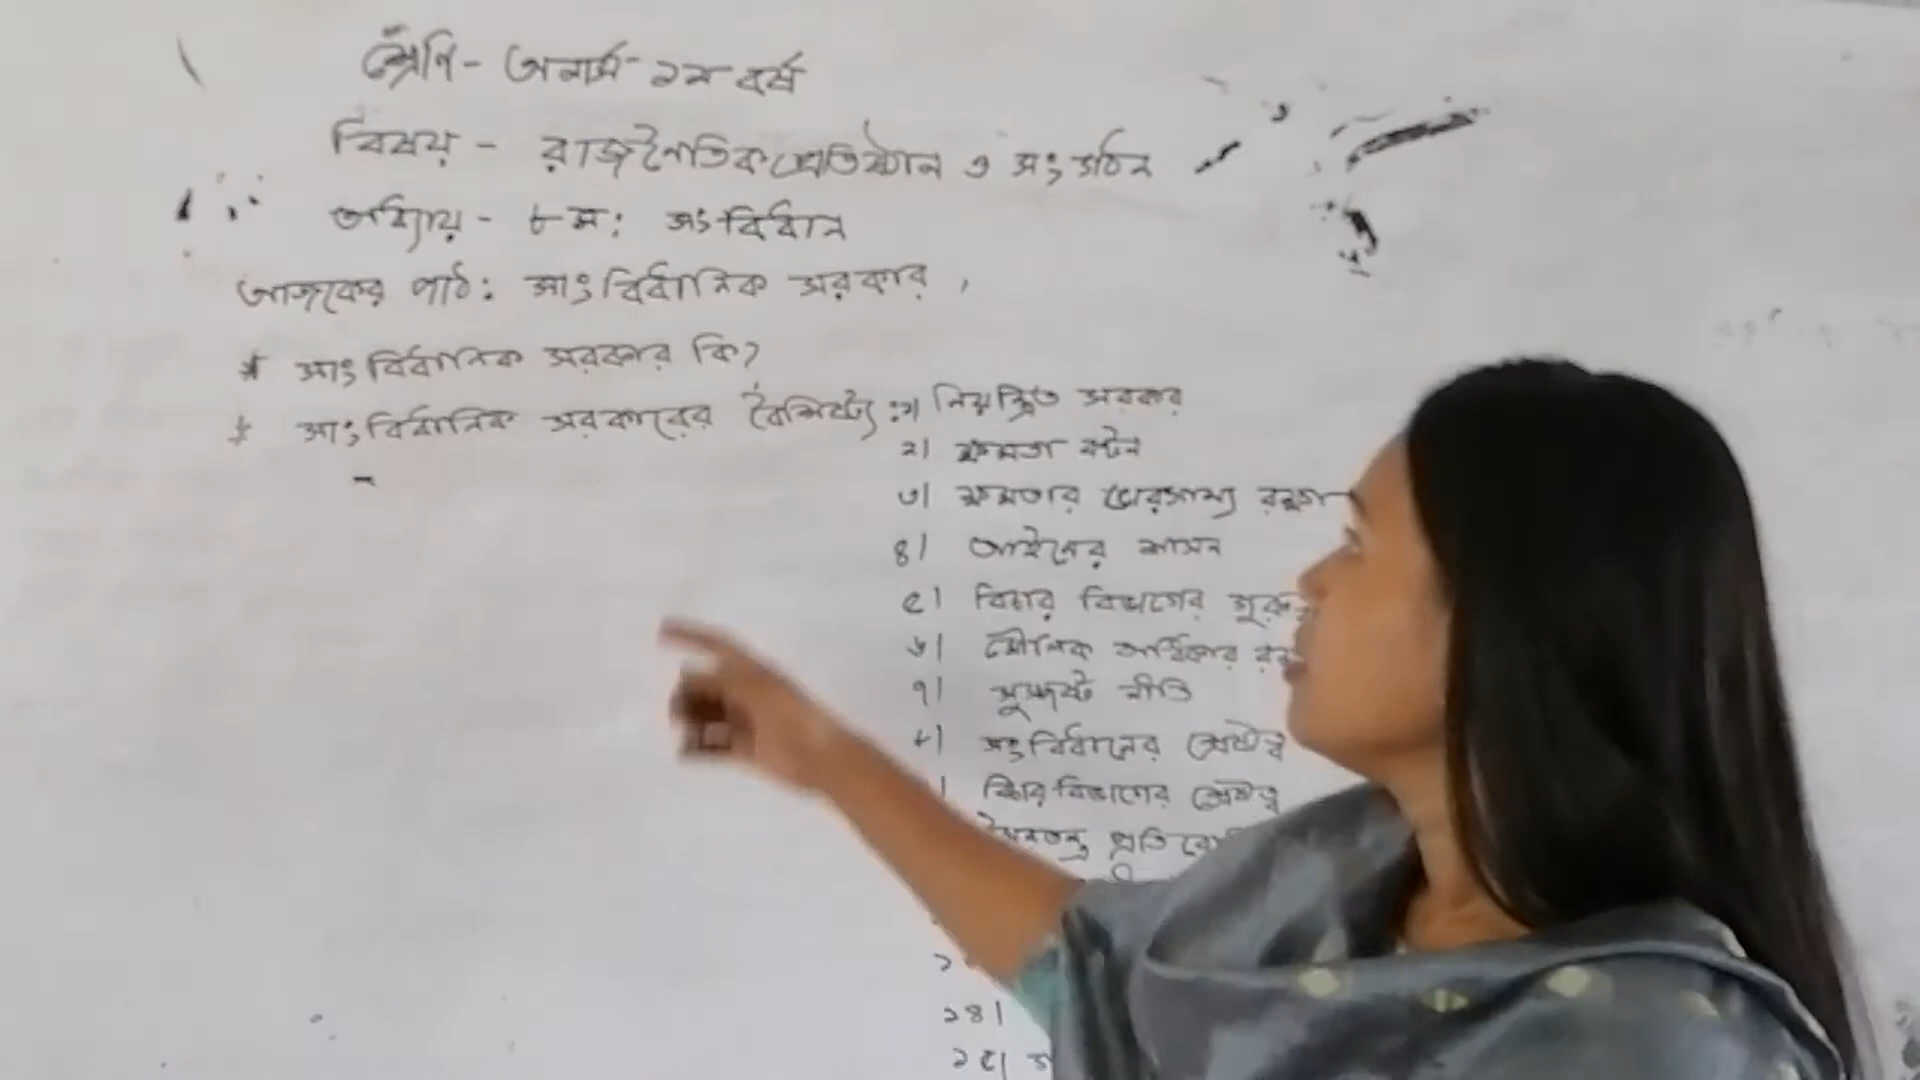 শ্রেণি - অনার্স - ১ম বর্ষ
বিষয় - রাজনৈতিক প্রতিষ্ঠান ও সংগঠন
অধ্যায় - ৮ম: সংবিধান
আজকের পাঠ: সাংবিধানিক সরকার,
* সাংবিধানিক সরকার কি?
* সাংবিধানিক সরকারের বৈশিষ্ট্য: ১। নিয়ন্ত্রিত সরকার
২। ক্ষমতা বন্টন
৩। ক্ষমতার ভারসাম্য রক্ষা
৪। আইনের শাসন
৫। বিচার বিভাগের
৬। মৌলিক অধিকার
৭। সুস্পষ্ট নীতি
৮। সংবিধানের শ্রেষ্ঠত্ব
। বিচার বিভাগের শ্রেষ্ঠত্ব
১৪।
১৫।